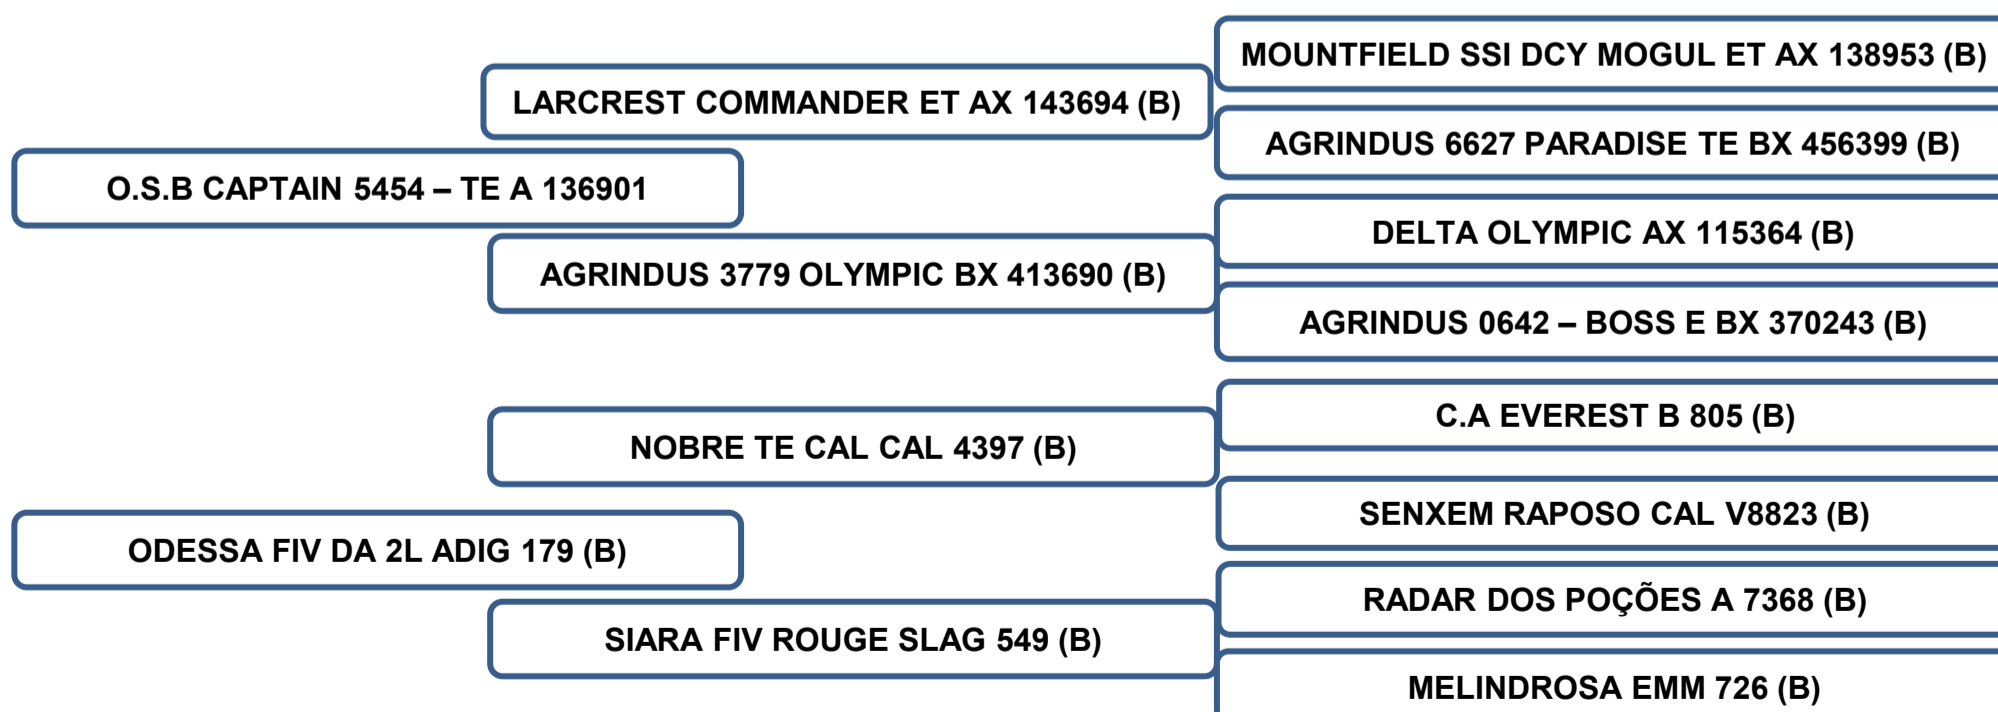 MOUNTFIELD SSI DCY MOGUL ET AX 138953 (B)
LARCREST COMMANDER ET AX 143694 (B)
AGRINDUS 6627 PARADISE TE BX 456399 (B)
O.S.B CAPTAIN 5454 – TE A 136901
DELTA OLYMPIC AX 115364 (B)
AGRINDUS 3779 OLYMPIC BX 413690 (B)
AGRINDUS 0642 – BOSS E BX 370243 (B)
C.A EVEREST B 805 (B)
NOBRE TE CAL CAL 4397 (B)
SENXEM RAPOSO CAL V8823 (B)
ODESSA FIV DA 2L ADIG 179 (B)
RADAR DOS POÇÕES A 7368 (B)
SIARA FIV ROUGE SLAG 549 (B)
MELINDROSA EMM 726 (B)